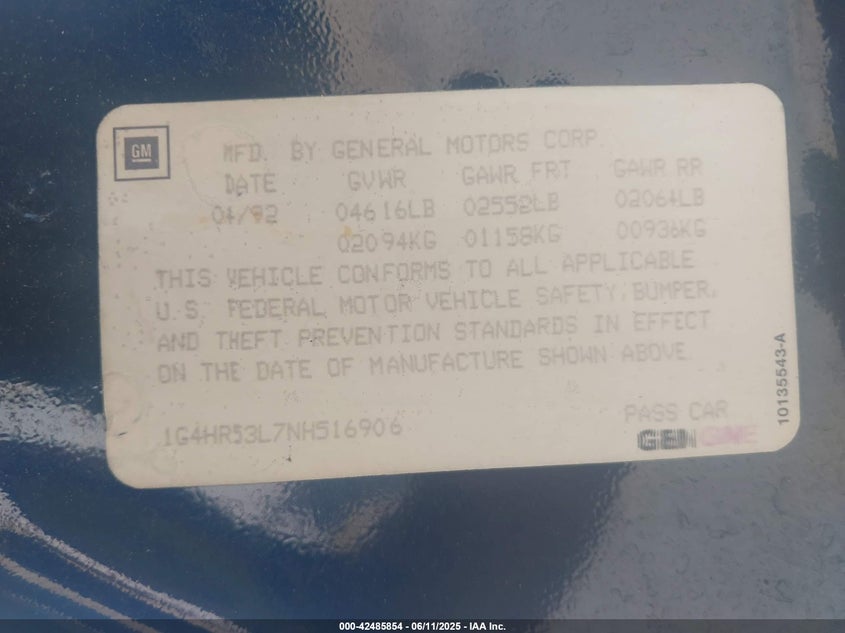 GM
MFD. BY GENERAL MOTORS CORP.
DATE GVWR GAWR FRT GAWR RR
04616LB 02552LB 02064LB
02094KG 01158KG 00936KG
THIS VEHICLE CONFORMS TO ALL APPLICABLE
U.S. FEDERAL MOTOR VEHICLE SAFETY, BUMPER,
AND THEFT PREVENTION STANDARDS IN EFFECT
ON THE DATE OF MANUFACTURE SHOWN ABOVE.
1G4HR53L7NH516906 PASS CAR
10135543-A
000-42485854 - 06/11/2025 - IAA Inc.